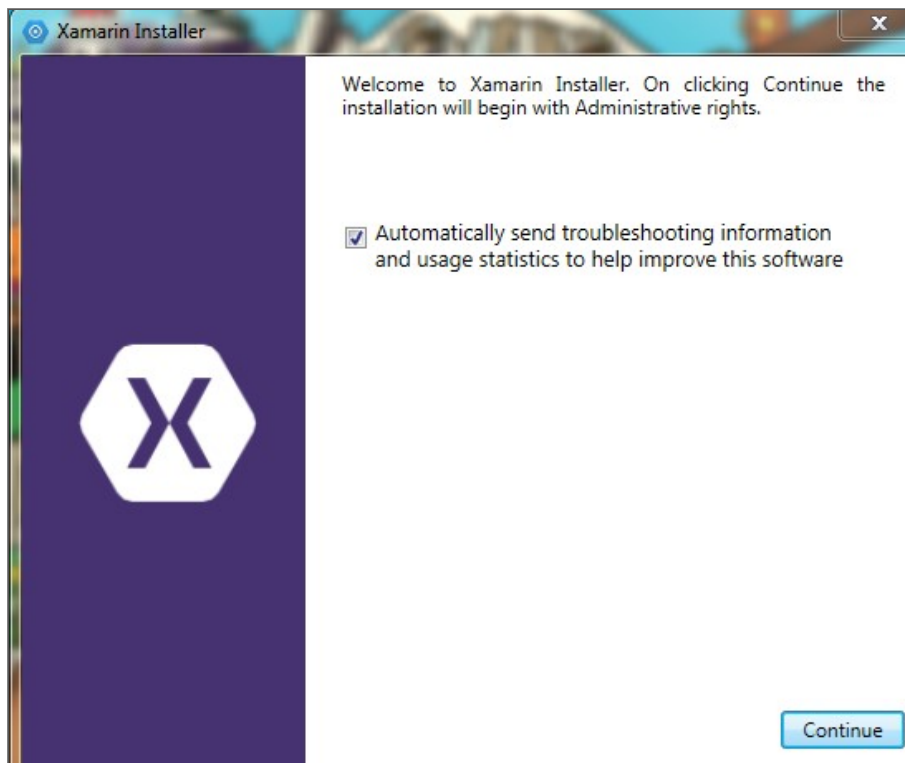 Xamarin Installer
X
Welcome to Xamarin Installer. On clicking Continue the
installation will begin with Administrative rights.
Automatically send troubleshooting information
and usage statistics to help improve this software
X
Continue